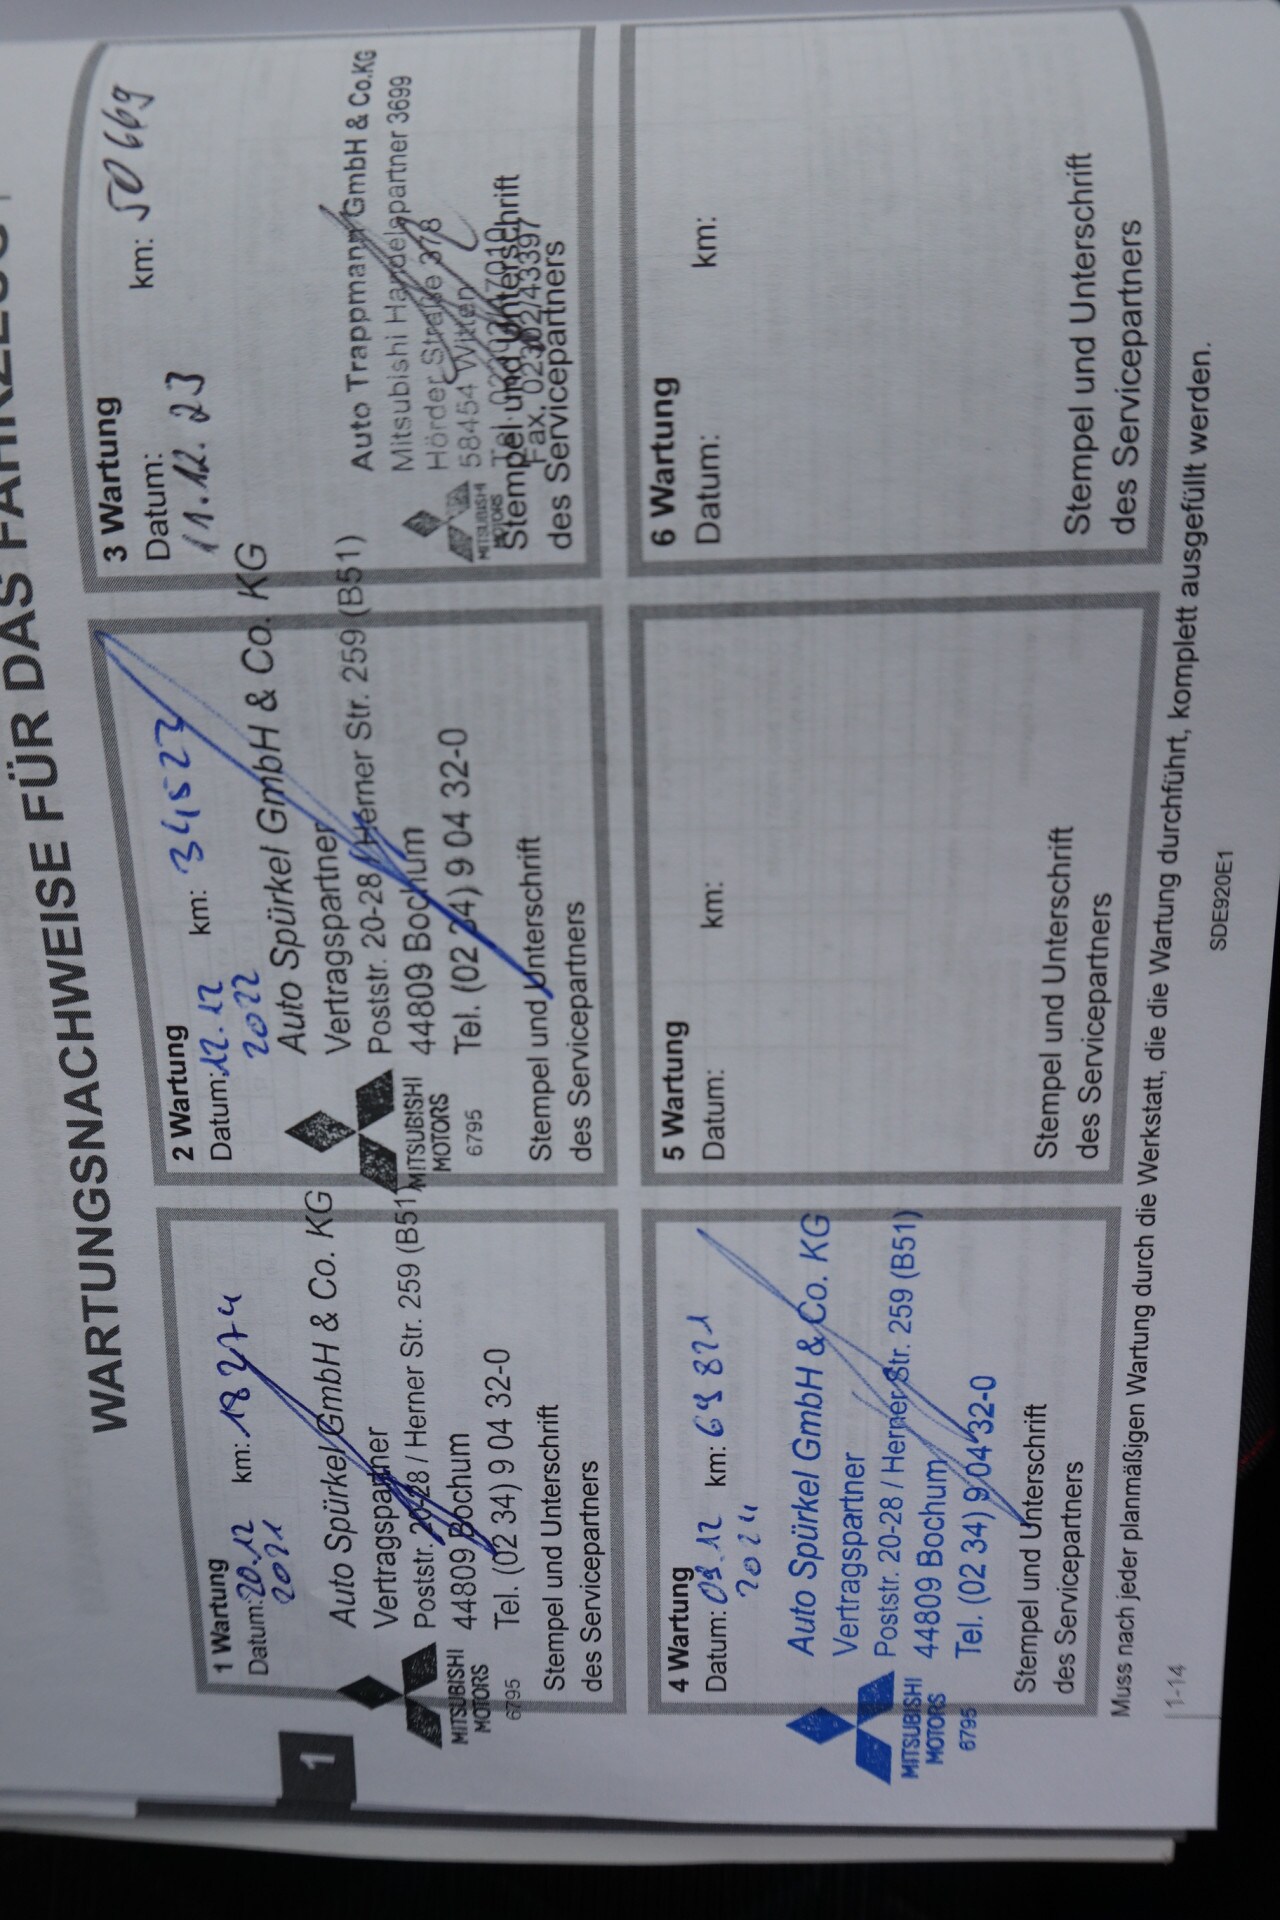 WARTUNGSNACHWEISE FÜR DAS FAHRZEUG
1
1 Wartung
Datum: 20.12 km: 18274
2021
Auto Spürkel GmbH & Co. KG
Vertragspartner
Poststr. 20-28 / Herner Str. 259 (B51)
44809 Bochum
Tel. (02 34) 9 04 32-0
MITSUBISHI
MOTORS
6795
Stempel und Unterschrift
des Servicepartners
2 Wartung
Datum: 12.12 km: 34527
2022
Auto Spürkel GmbH & Co. KG
Vertragspartner
Poststr. 20-28 / Herner Str. 259 (B51)
44809 Bochum
Tel. (02 34) 9 04 32-0
MITSUBISHI
MOTORS
6795
Stempel und Unterschrift
des Servicepartners
3 Wartung
Datum: km: 50669
11.12.23
Auto Trappmann GmbH & Co.KG
Mitsubishi Handelspartner 3699
Hörder Straße 378
58454 Witten
Fax 02302/43397
MITSUBISHI
MOTORS
Stempel und Unterschrift
des Servicepartners
4 Wartung
Datum: 09.12 km: 69821
2024
Auto Spürkel GmbH & Co. KG
Vertragspartner
Poststr. 20-28 / Herner Str. 259 (B51)
44809 Bochum
Tel. (02 34) 9 04 32-0
MITSUBISHI
MOTORS
6795
Stempel und Unterschrift
des Servicepartners
5 Wartung
Datum: km:
Stempel und Unterschrift
des Servicepartners
6 Wartung
Datum: km:
Stempel und Unterschrift
des Servicepartners
Muss nach jeder planmäßigen Wartung durch die Werkstatt, die die Wartung durchführt, komplett ausgefüllt werden.
1-14
SDE920E1